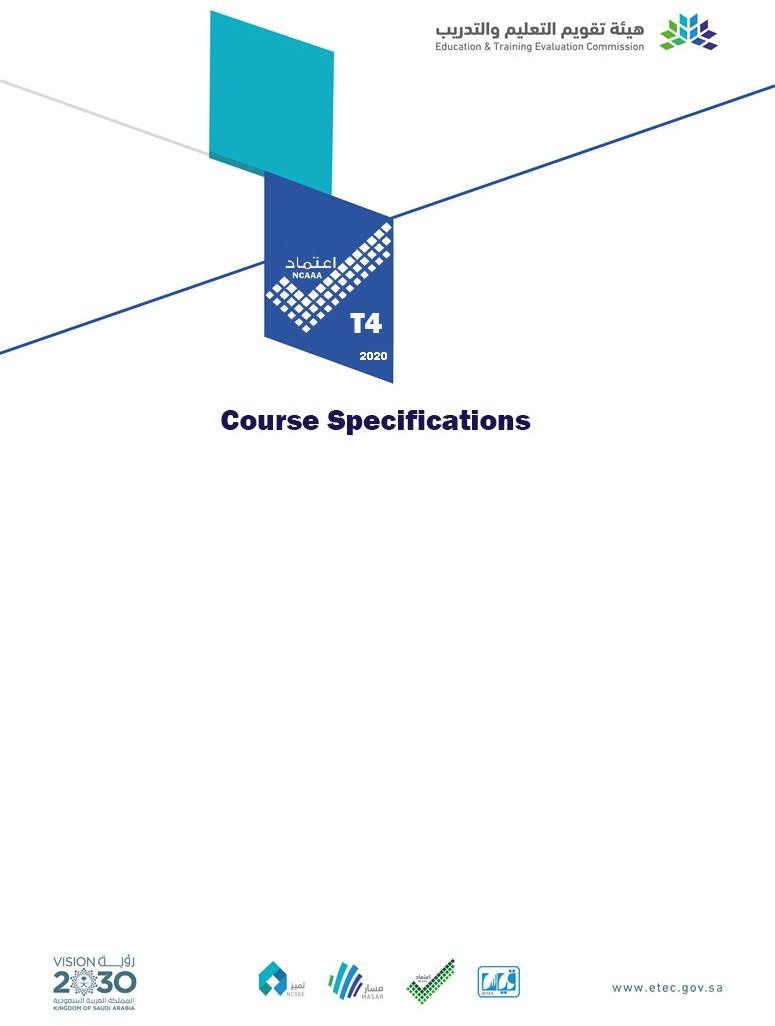 هيئة تقويم التعليم والتدريب
Education & Training Evaluation Commission
اعتماد
NCAAA
T4
2020
Course Specifications
VISION رؤيــة
2030
المملكة العربية السعودية
KINGDOM OF SAUDI ARABIA
تميز
NCSEE
مسار
MASAR
اعتماد
قياس
www.etec.gov.sa